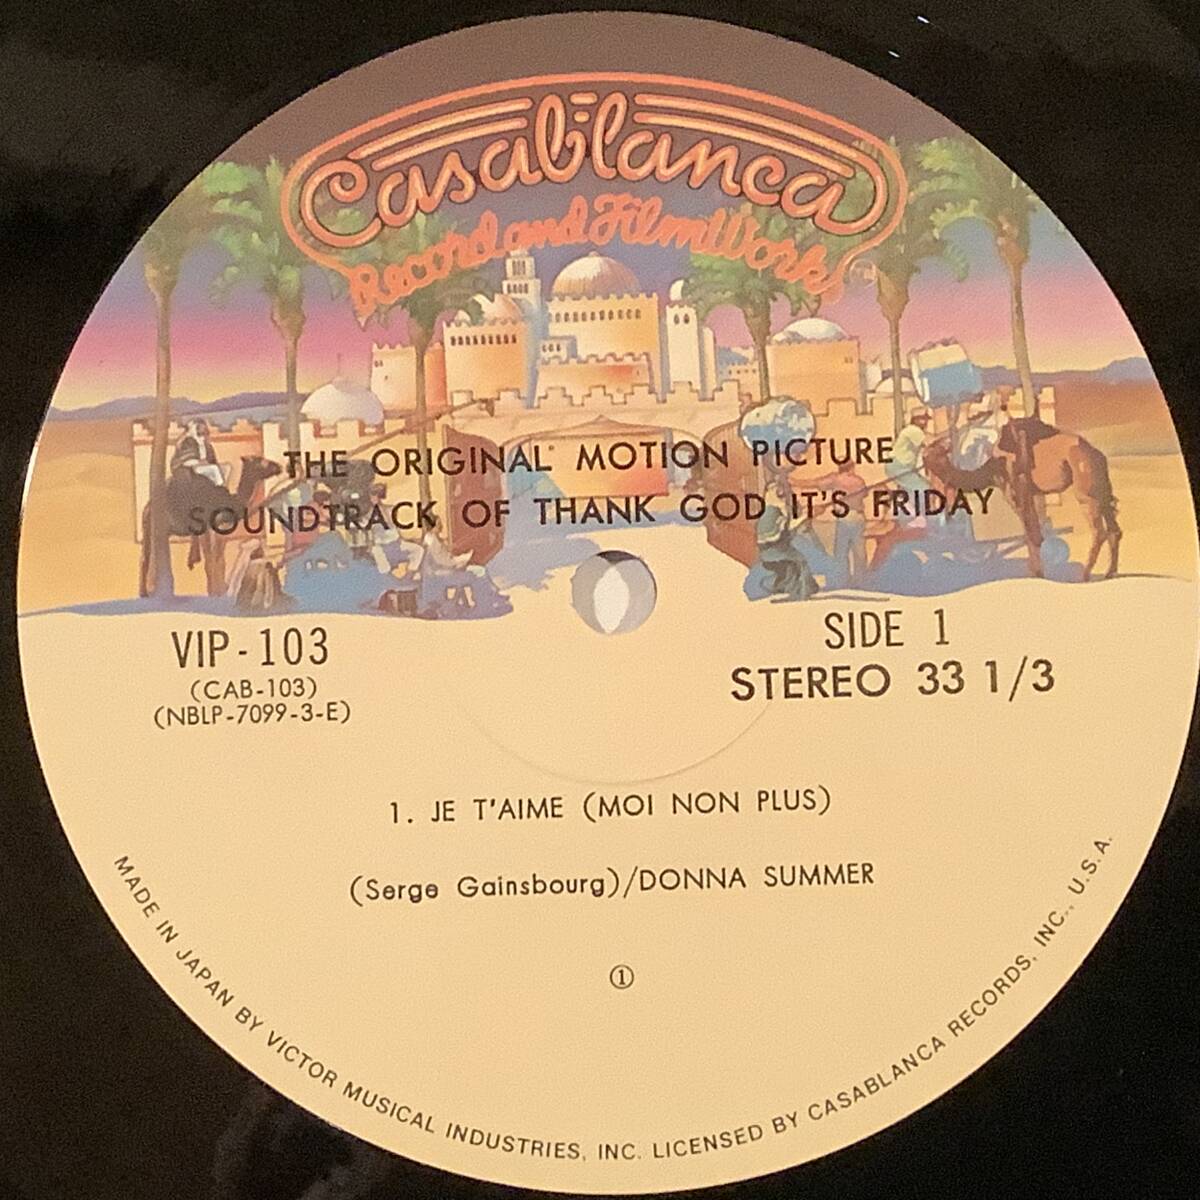 Casablanca
Record and FilmWorks
THE ORIGINAL MOTION PICTURE
SOUNDTRACK OF THANK GOD IT'S FRIDAY
VIP-103
(CAB-103)
(NBLP-7099-3-E)
SIDE 1
STEREO 33 1/3
1. JE T'AIME (MOI NON PLUS)
(Serge Gainsbourg)/DONNA SUMMER
①
MADE IN JAPAN BY VICTOR MUSICAL INDUSTRIES, INC. LICENSED BY CASABLANCA RECORDS, INC., U.S.A.